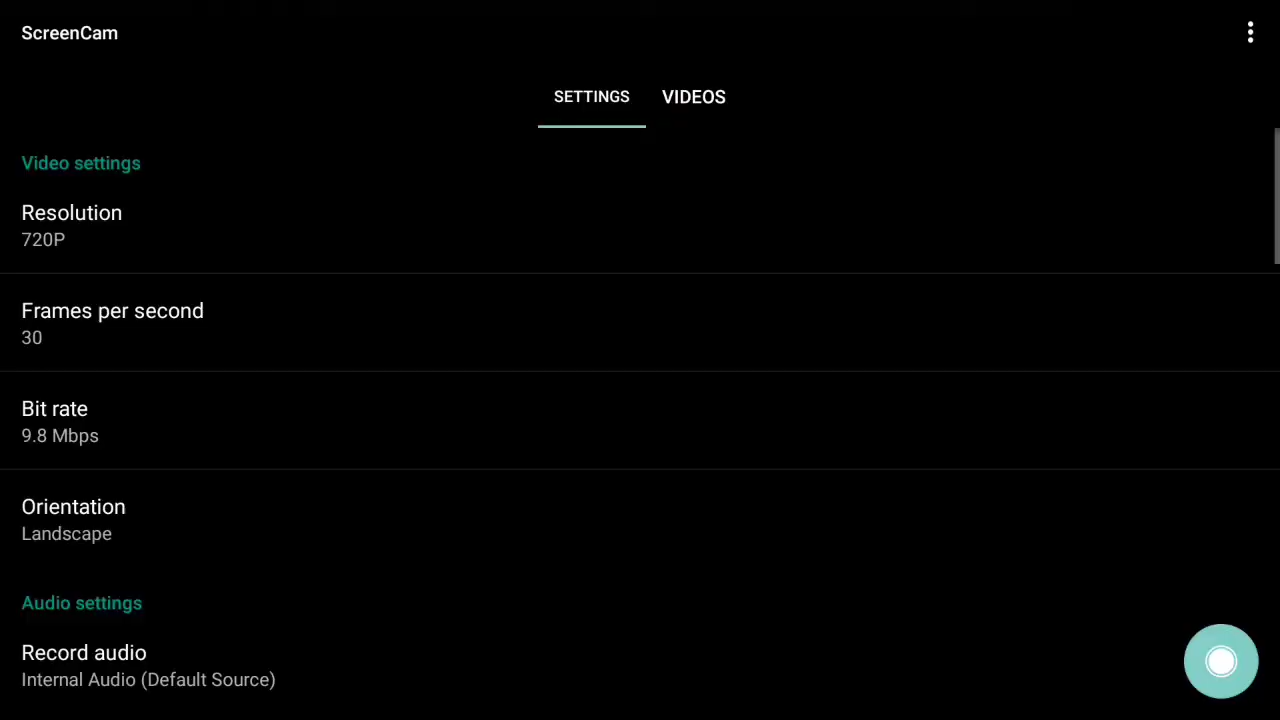 ScreenCam
SETTINGS
VIDEOS
Video settings
Resolution
720P
Frames per second
30
Bit rate
9.8 Mbps
Orientation
Landscape
Audio settings
Record audio
Internal Audio (Default Source)